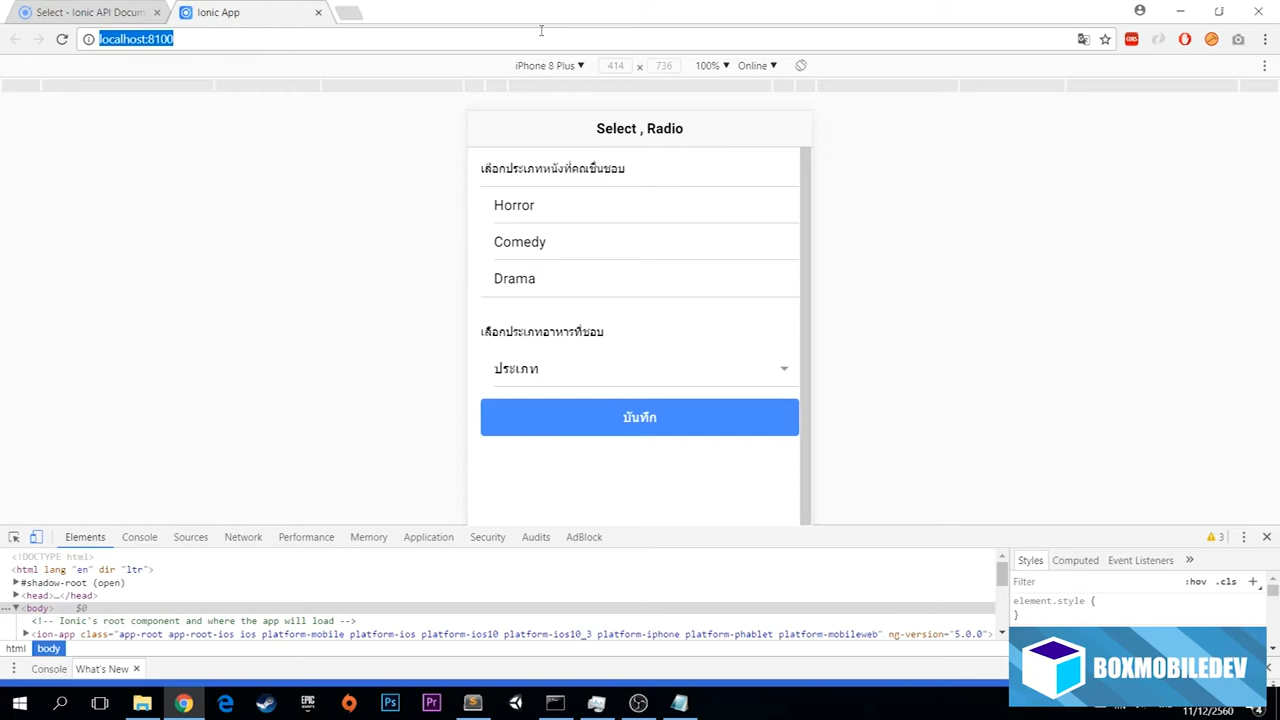 Select - Ionic API Docum
Ionic App
localhost:8100
iPhone 8 Plus
414 × 736
100%
Online
Select , Radio
เลือกประเภทหนังที่คุณชื่นชอบ
Horror
Comedy
Drama
เลือกประเภทอาหารที่ชอบ
ประเภท
บันทึก
Elements Console Sources Network Performance Memory Application Security Audits AdBlock
3
<!DOCTYPE html>
<html lang="en" dir="ltr">
#shadow-root (open)
<head>…</head>
<body> $0
<!-- Ionic's root component and where the app will load -->
<ion-app class="app-root app-root-ios ios platform-mobile platform-ios platform-ios10 platform-ios10_3 platform-iphone platform-phablet platform-mobileweb" ng-version="5.0.0">
html body
Styles Computed Event Listeners »
Filter :hov .cls +
element.style {
}
Console What's New
BOXMOBILEDEV
EPIC
GAMES
Ps
Pr
11/12/2560